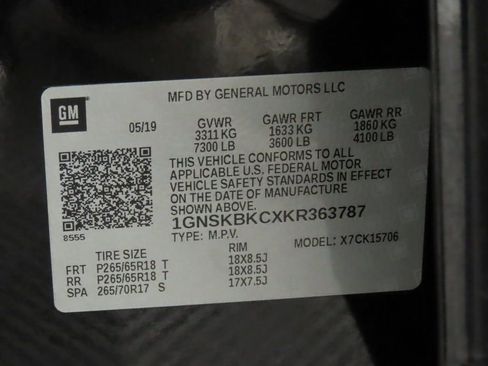 MFD BY GENERAL MOTORS LLC
GM
05/19 GVWR GAWR FRT GAWR RR
3311 KG 1633 KG 1860 KG
7300 LB 3600 LB 4100 LB
THIS VEHICLE CONFORMS TO ALL
APPLICABLE U.S. FEDERAL MOTOR
VEHICLE SAFETY STANDARDS IN EFFECT
ON THE DATE OF MANUFACTURE
SHOWN ABOVE.
8555
1GNSKBKCXKR363787
TYPE: M.P.V. MODEL: X7CK15706
TIRE SIZE RIM
FRT P265/65R18 T 18X8.5J
RR P265/65R18 T 18X8.5J
SPA 265/70R17 S 17X7.5J